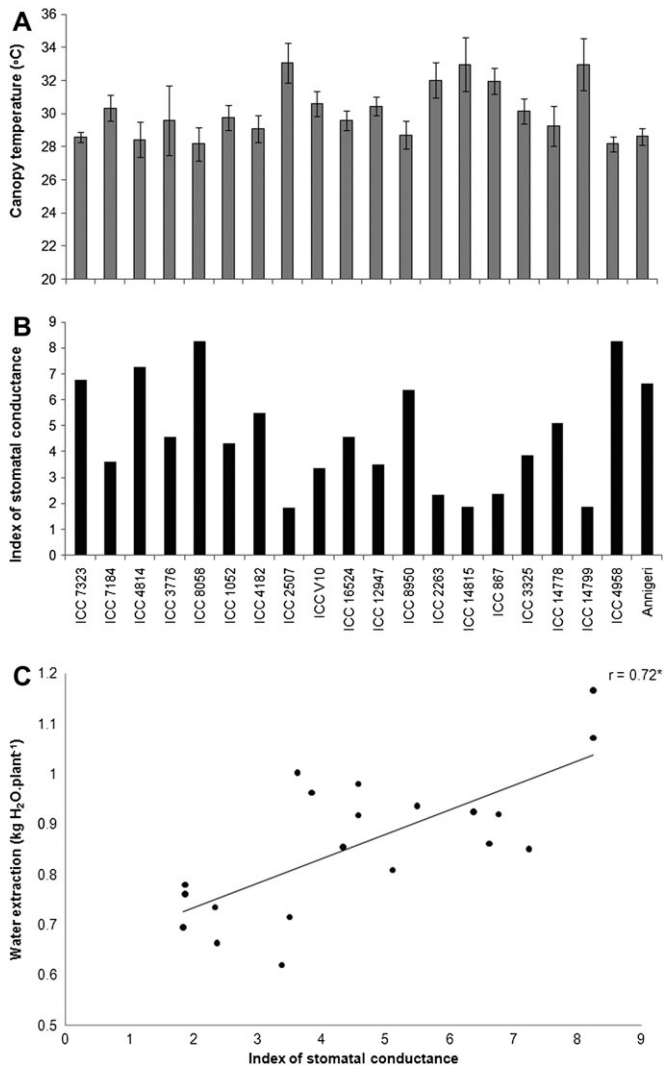 A
Canopy temperature (∘C)
36
34
32
30
28
26
24
22
20
B
Index of stomatal conductance
9
8
7
6
5
4
3
2
1
0
ICC 7323
ICC 7184
ICC 4814
ICC 3776
ICC 8058
ICC 1052
ICC 4182
ICC 2507
ICC V10
ICC 16524
ICC 12947
ICC 8950
ICC 2263
ICC 14815
ICC 867
ICC 3325
ICC 14778
ICC 14799
ICC 4958
Annigeri
C
r = 0.72*
Water extraction (kg H₂O.plant⁻¹)
1.2
1.1
1
0.9
0.8
0.7
0.6
0.5
0 1 2 3 4 5 6 7 8 9
Index of stomatal conductance